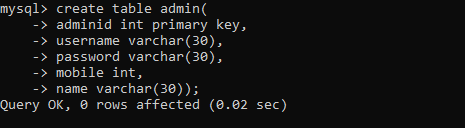 mysql> create table admin(
    -> adminid int primary key,
    -> username varchar(30),
    -> password varchar(30),
    -> mobile int,
    -> name varchar(30));
Query OK, 0 rows affected (0.02 sec)